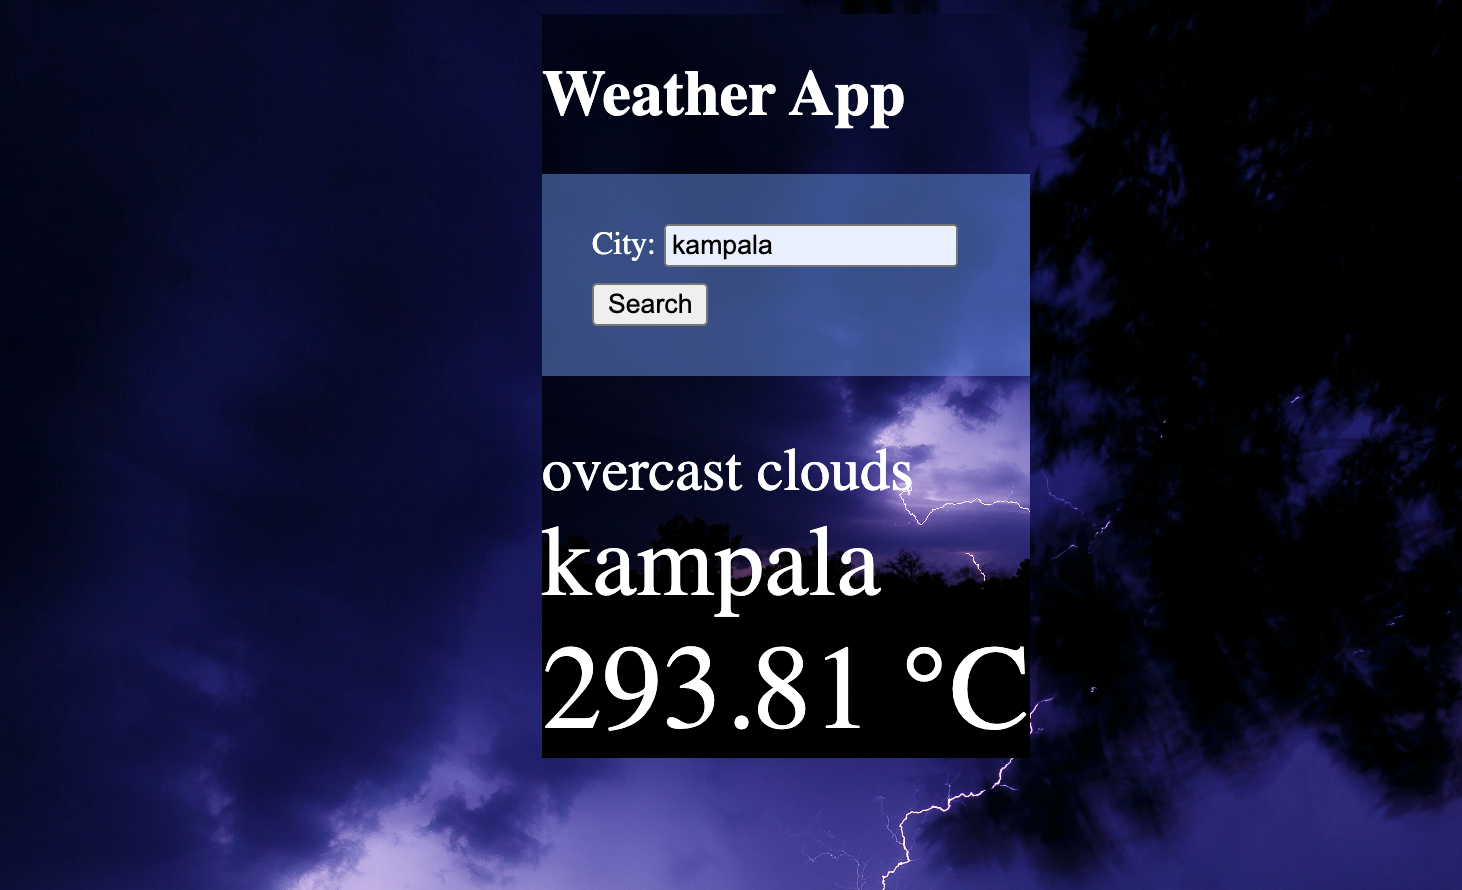 Weather App
City: kampala
Search
overcast clouds
kampala
293.81 °C